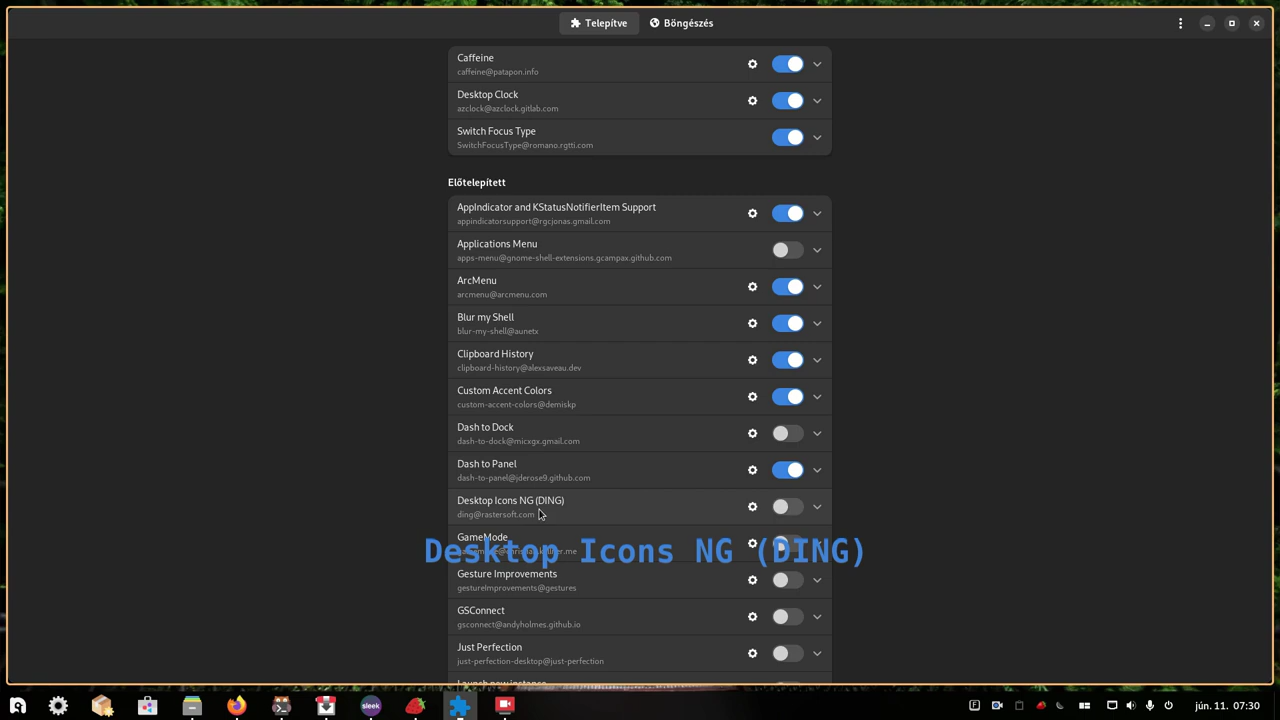 Telepítve
Böngészés
Caffeine
caffeine@patapon.info
Desktop Clock
azclock@azclock.gitlab.com
Switch Focus Type
SwitchFocusType@romano.rgtti.com
Előtelepített
AppIndicator and KStatusNotifierItem Support
appindicatorsupport@rgcjonas.gmail.com
Applications Menu
apps-menu@gnome-shell-extensions.gcampax.github.com
ArcMenu
arcmenu@arcmenu.com
Blur my Shell
blur-my-shell@aunetx
Clipboard History
clipboard-history@alexsaveau.dev
Custom Accent Colors
custom-accent-colors@demiskp
Dash to Dock
dash-to-dock@micxgx.gmail.com
Dash to Panel
dash-to-panel@jderose9.github.com
Desktop Icons NG (DING)
ding@rastersoft.com
GameMode
Desktop Icons NG (DING)
Gesture Improvements
gestureImprovements@gestures
GSConnect
gsconnect@andyholmes.github.io
Just Perfection
just-perfection-desktop@just-perfection
Launch new instance
sleek
jún. 11. 07:30